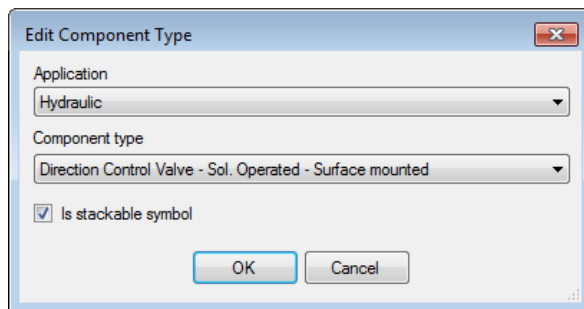 Edit Component Type
Application
Hydraulic
Component type
Direction Control Valve - Sol. Operated - Surface mounted
Is stackable symbol
OK
Cancel